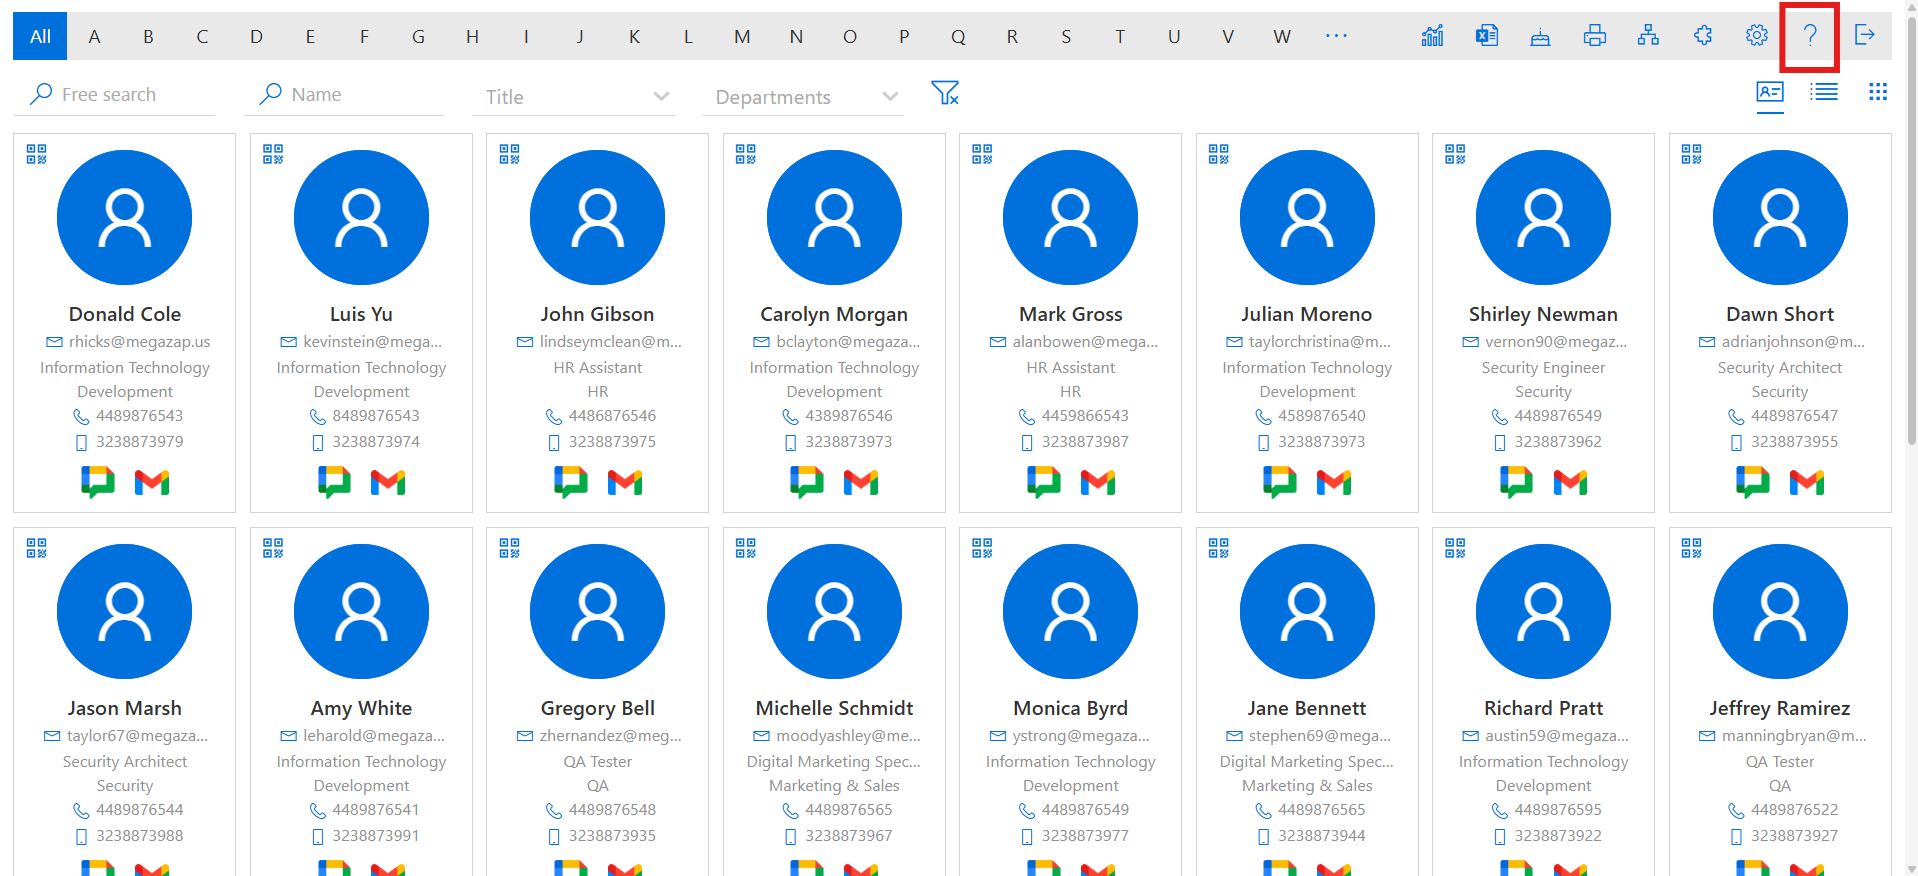 All A B C D E F G H I J K L M N O P Q R S T U V W ... ?
Free search Name Title Departments
Donald Cole
rhicks@megazap.us
Information Technology
Development
4489876543
3238873979
Luis Yu
kevinstein@mega...
Information Technology
Development
8489876543
3238873974
John Gibson
lindseymclean@m...
HR Assistant
HR
4486876546
3238873975
Carolyn Morgan
bclayton@megaza...
Information Technology
Development
4389876546
3238873973
Mark Gross
alanbowen@mega...
HR Assistant
HR
4459866543
3238873987
Julian Moreno
taylorchristina@m...
Information Technology
Development
4589876540
3238873973
Shirley Newman
vernon90@megaz...
Security Engineer
Security
4489876549
3238873962
Dawn Short
adrianjohnson@m...
Security Architect
Security
4489876547
3238873955
Jason Marsh
taylor67@megaza...
Security Architect
Security
4489876544
3238873988
Amy White
leharold@megaza...
Information Technology
Development
4489876541
3238873991
Gregory Bell
zhernandez@meg...
QA Tester
QA
4489876548
3238873935
Michelle Schmidt
moodyashley@me...
Digital Marketing Spec...
Marketing & Sales
4489876565
3238873967
Monica Byrd
ystrong@megaza...
Information Technology
Development
4489876549
3238873977
Jane Bennett
stephen69@mega...
Digital Marketing Spec...
Marketing & Sales
4489876565
3238873944
Richard Pratt
austin59@megaza...
Information Technology
Development
4489876595
3238873922
Jeffrey Ramirez
manningbryan@m...
QA Tester
QA
4489876522
3238873927